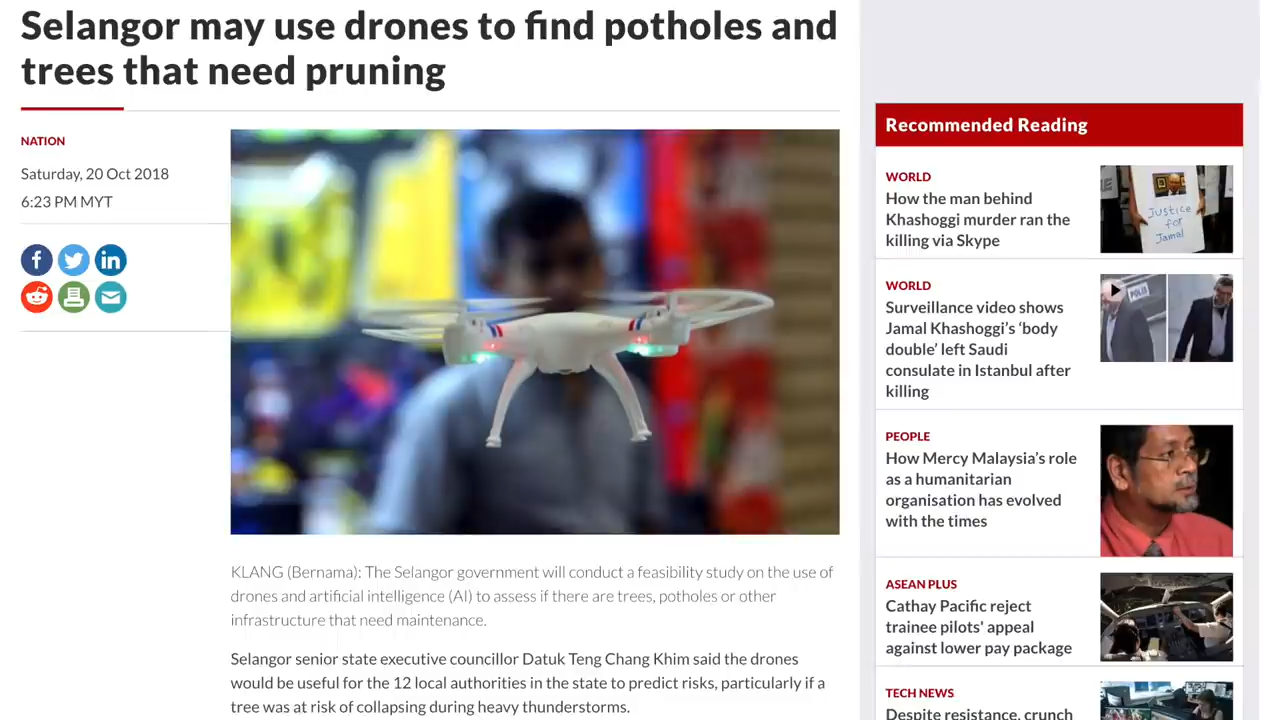 Selangor may use drones to find potholes and
trees that need pruning
NATION
Saturday, 20 Oct 2018
6:23 PM MYT
KLANG (Bernama): The Selangor government will conduct a feasibility study on the use of
drones and artificial intelligence (AI) to assess if there are trees, potholes or other
infrastructure that need maintenance.
Selangor senior state executive councillor Datuk Teng Chang Khim said the drones
would be useful for the 12 local authorities in the state to predict risks, particularly if a
tree was at risk of collapsing during heavy thunderstorms.
Recommended Reading
WORLD
How the man behind
Khashoggi murder ran the
killing via Skype
Justice
for
Jamal
WORLD
Surveillance video shows
Jamal Khashoggi's ‘body
double’ left Saudi
consulate in Istanbul after
killing
POLIS
PEOPLE
How Mercy Malaysia's role
as a humanitarian
organisation has evolved
with the times
ASEAN PLUS
Cathay Pacific reject
trainee pilots' appeal
against lower pay package
TECH NEWS
Despite resistance, crunch